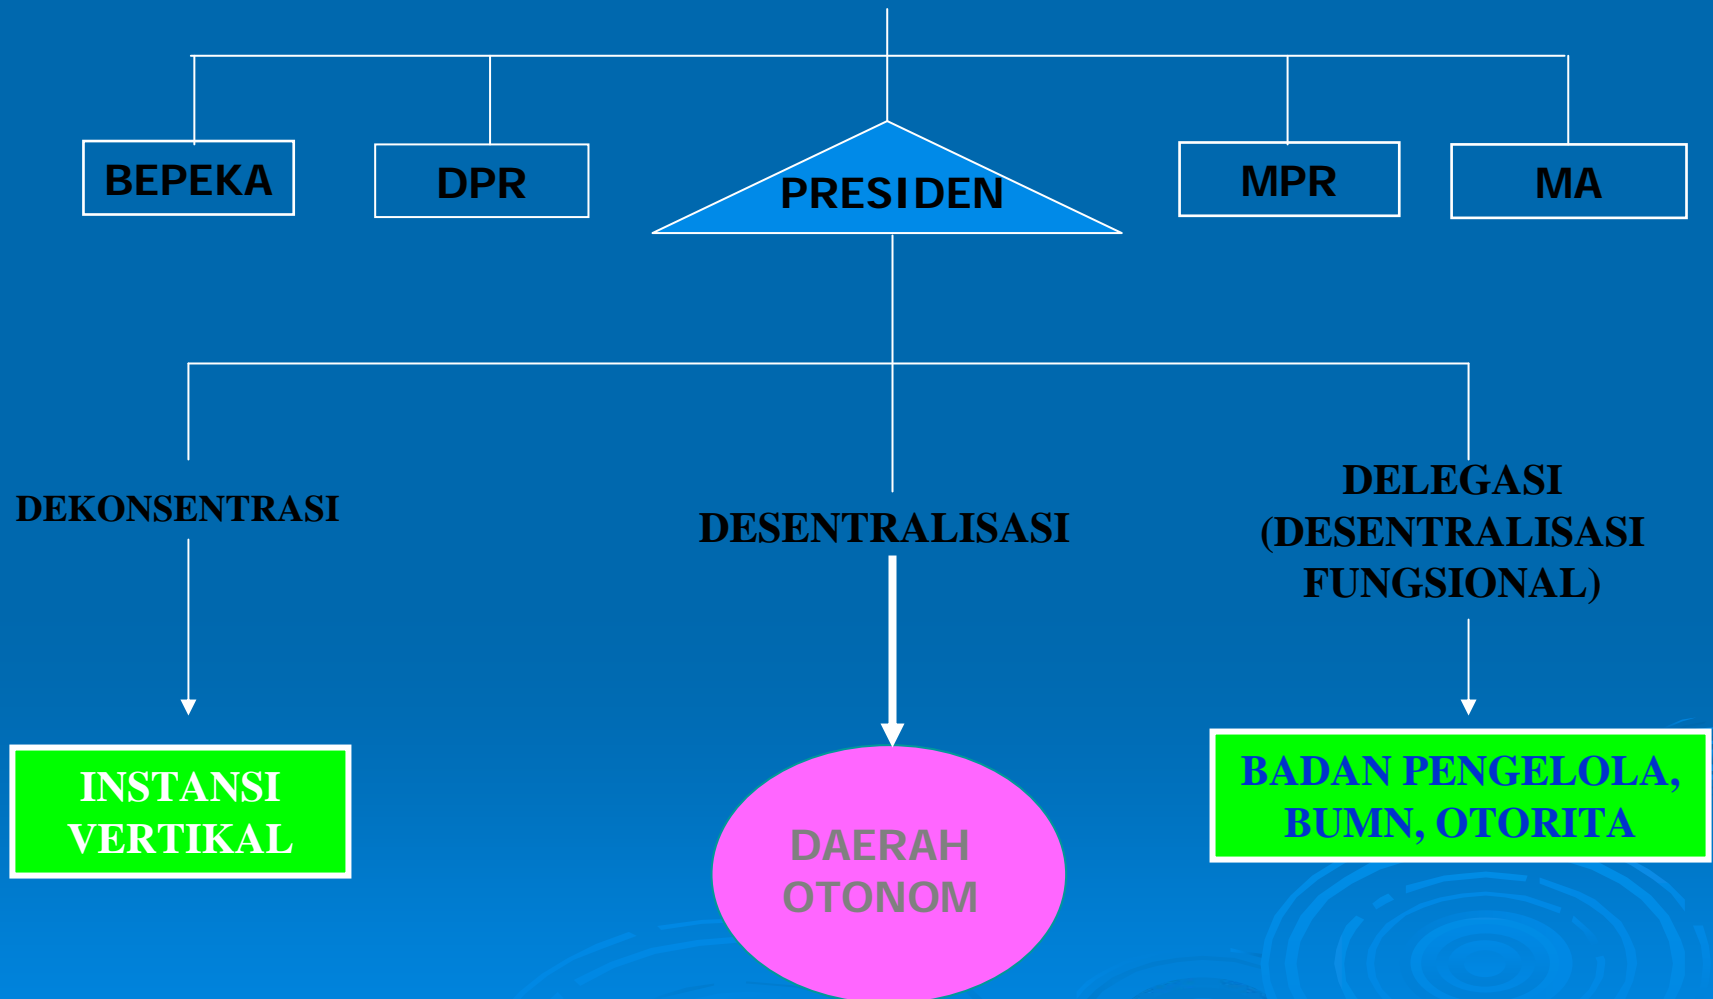 BEPEKA
DPR
PRESIDEN
MPR
MA
DEKONSENTRASI
DESENTRALISASI
DELEGASI
(DESENTRALISASI
FUNGSIONAL)
INSTANSI
VERTIKAL
DAERAH
OTONOM
BADAN PENGELOLA,
BUMN, OTORITA